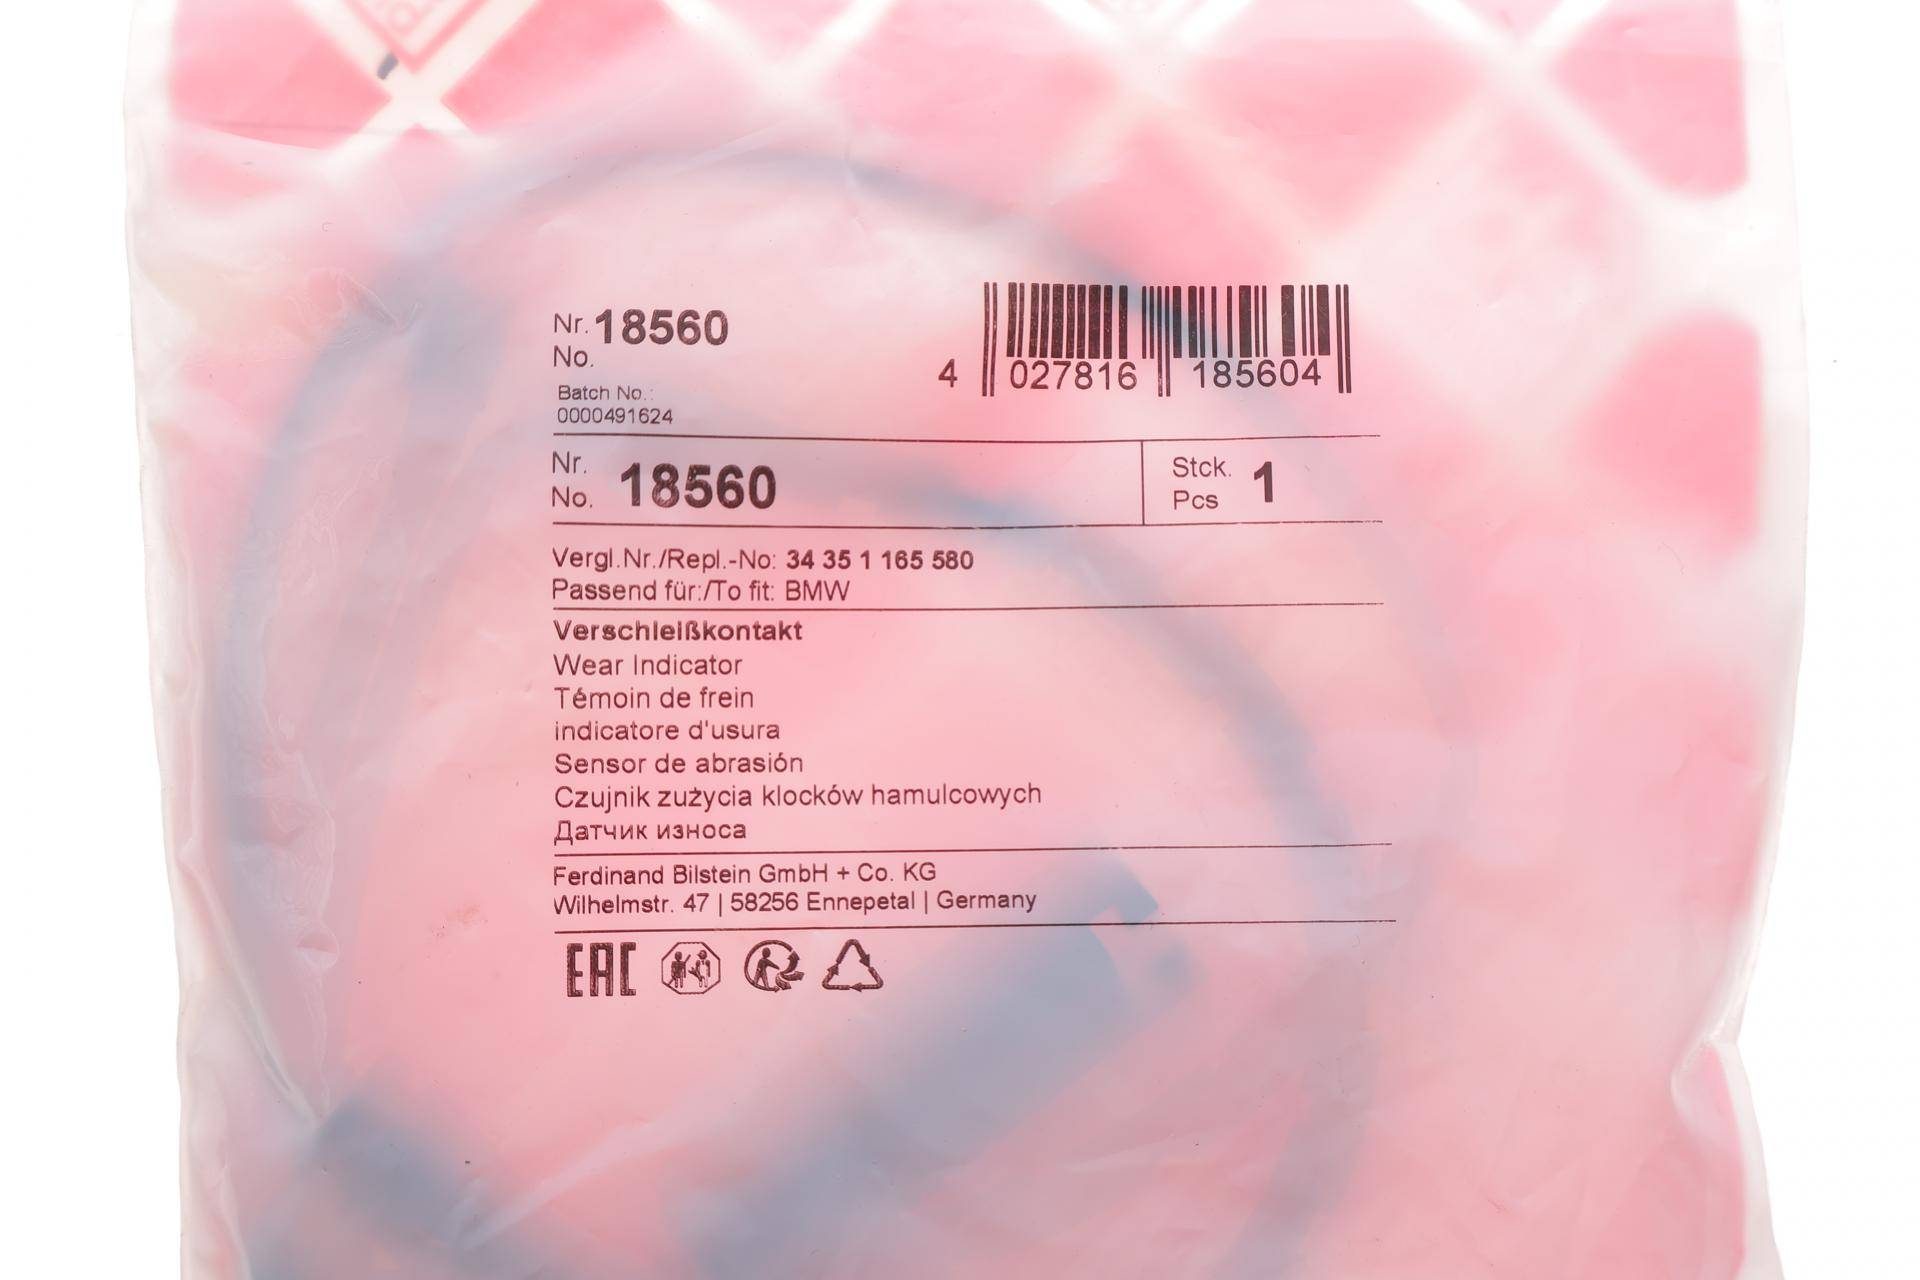 Nr. 18560
No.
Batch No.:
0000491624
4 027816 185604
Nr.
No. 18560
Stck.
Pcs 1
Vergl.Nr./Repl.-No: 34 35 1 165 580
Passend für:/To fit: BMW
Verschleißkontakt
Wear Indicator
Témoin de frein
indicatore d'usura
Sensor de abrasión
Czujnik zużycia klocków hamulcowych
Датчик износа
Ferdinand Bilstein GmbH + Co. KG
Wilhelmstr. 47 | 58256 Ennepetal | Germany
EAC